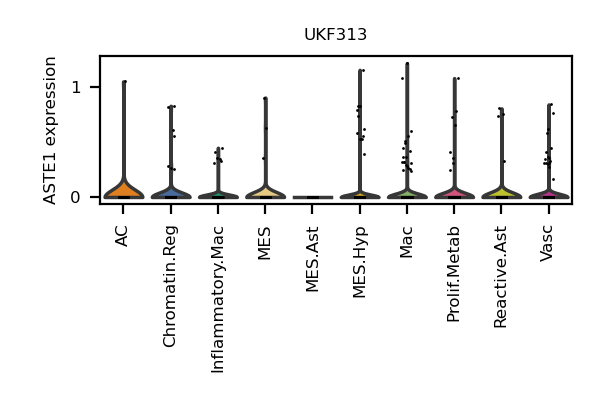 UKF313
ASTE1 expression
1
0
AC
Chromatin.Reg
Inflammatory.Mac
MES
MES.Ast
MES.Hyp
Mac
Prolif.Metab
Reactive.Ast
Vasc